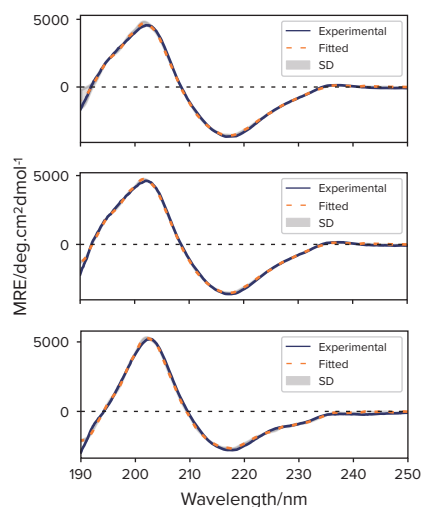 5000
0
Experimental
Fitted
SD
5000
0
Experimental
Fitted
SD
5000
0
Experimental
Fitted
SD
MRE/deg.cm²dmol⁻¹
190 200 210 220 230 240 250
Wavelength/nm